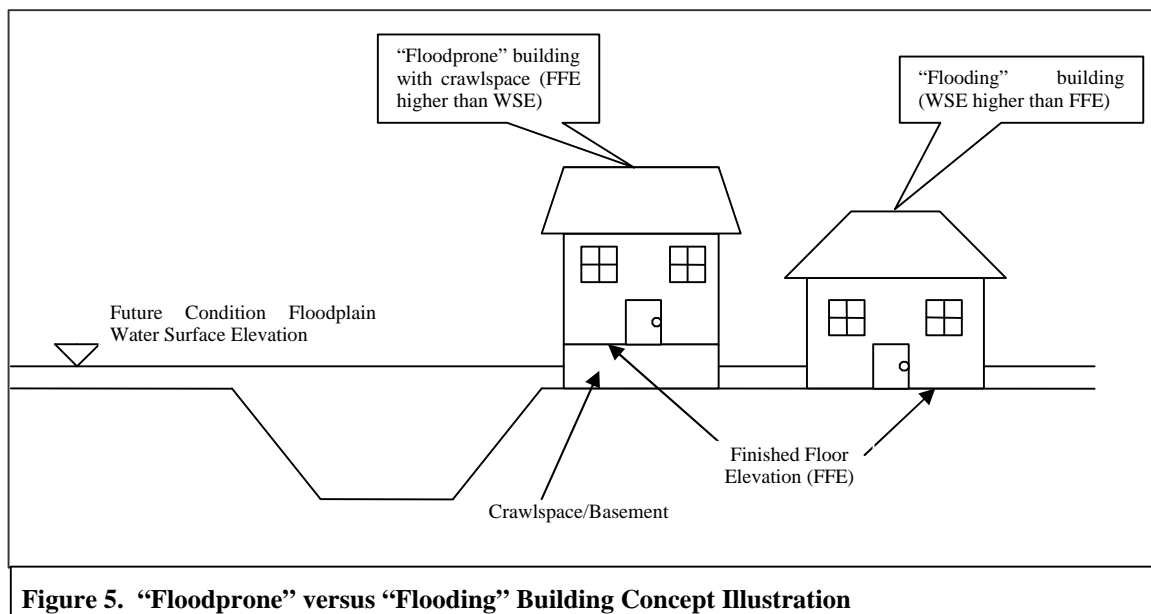 “Floodprone” building
with crawlspace (FFE
higher than WSE)
“Flooding” building
(WSE higher than FFE)
Future Condition Floodplain
Water Surface Elevation
Finished Floor
Elevation (FFE)
Crawlspace/Basement
Figure 5. “Floodprone” versus “Flooding” Building Concept Illustration